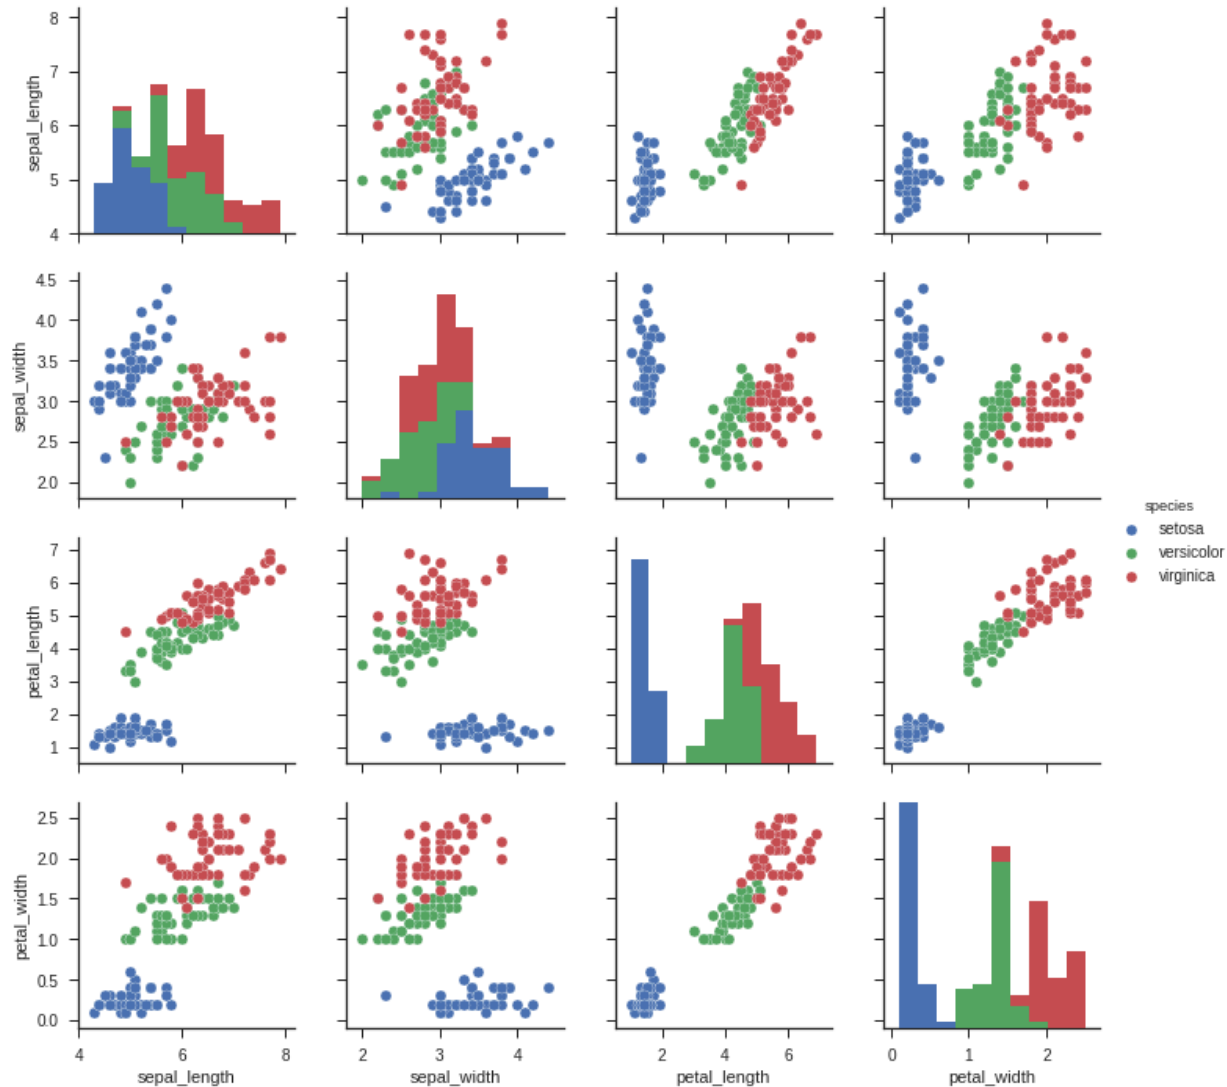 sepal_length
8
7
6
5
4
sepal_width
4.5
4.0
3.5
3.0
2.5
2.0
species
setosa
versicolor
virginica
petal_length
7
6
5
4
3
2
1
petal_width
2.5
2.0
1.5
1.0
0.5
0.0
4 6 8
sepal_length
2 3 4
sepal_width
2 4 6
petal_length
0 1 2
petal_width